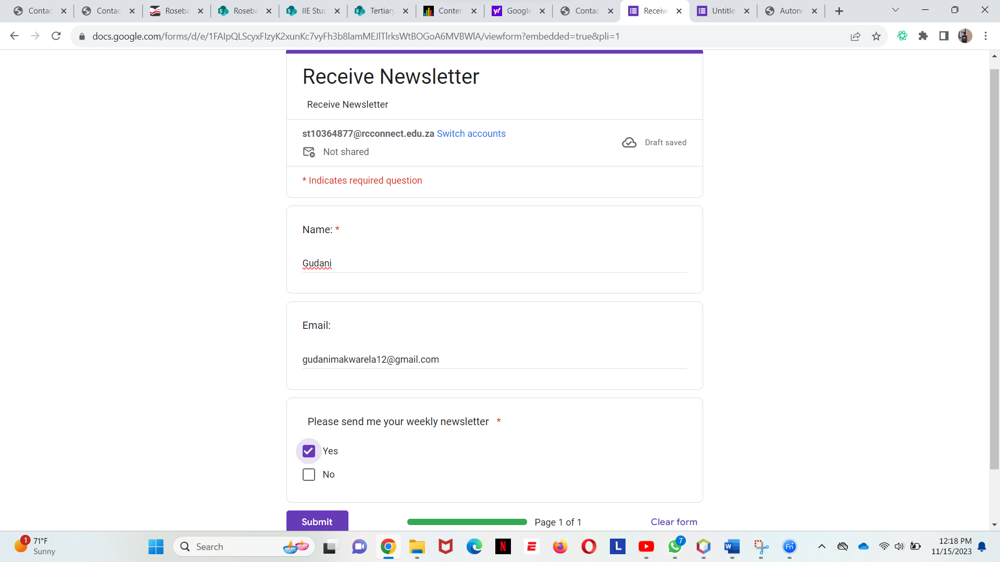 Contac
Contac
Roseba
Roseba
IIE Stuc
Tertiary
Conten
Google
Contac
Receive
Untitle
Autono
docs.google.com/forms/d/e/1FAIpQLScyxFIzyK2xunKc7vyFh3b8lamMEJlTlrksWtBOGoA6MVBWlA/viewform?embedded=true&pli=1
Receive Newsletter
Receive Newsletter
st10364877@rcconnect.edu.za Switch accounts
Draft saved
Not shared
* Indicates required question
Name: *
Gudani
Email:
gudanimakwarela12@gmail.com
Please send me your weekly newsletter *
Yes
No
Submit
Page 1 of 1
Clear form
1
71°F
Sunny
Search
7
12:18 PM
11/15/2023